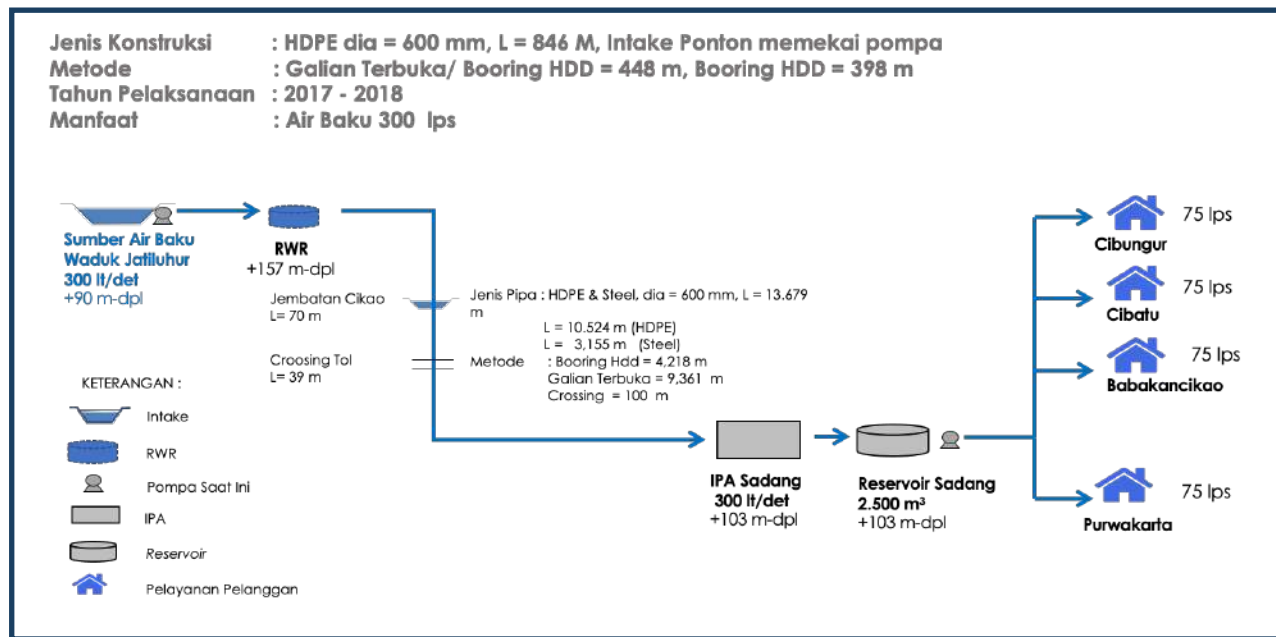 Jenis Konstruksi : HDPE dia = 600 mm, L = 846 M, Intake Ponton memekai pompa
Metode : Galian Terbuka/ Booring HDD = 448 m, Booring HDD = 398 m
Tahun Pelaksanaan : 2017 - 2018
Manfaat : Air Baku 300 lps
Sumber Air Baku
Waduk Jatiluhur
300 lt/det
+90 m-dpl
RWR
+157 m-dpl
Jembatan Cikao
L= 70 m
Croosing Tol
L= 39 m
Jenis Pipa : HDPE & Steel, dia = 600 mm, L = 13.679
m
L = 10.524 m (HDPE)
L = 3,155 m (Steel)
Metode : Booring Hdd = 4,218 m
Galian Terbuka = 9,361 m
Crossing = 100 m
KETERANGAN :
Intake
RWR
Pompa Saat Ini
IPA
Reservoir
Pelayanan Pelanggan
IPA Sadang
300 lt/det
+103 m-dpl
Reservoir Sadang
2.500 m³
+103 m-dpl
75 lps
Cibungur
75 lps
Cibatu
75 lps
Babakancikao
75 lps
Purwakarta